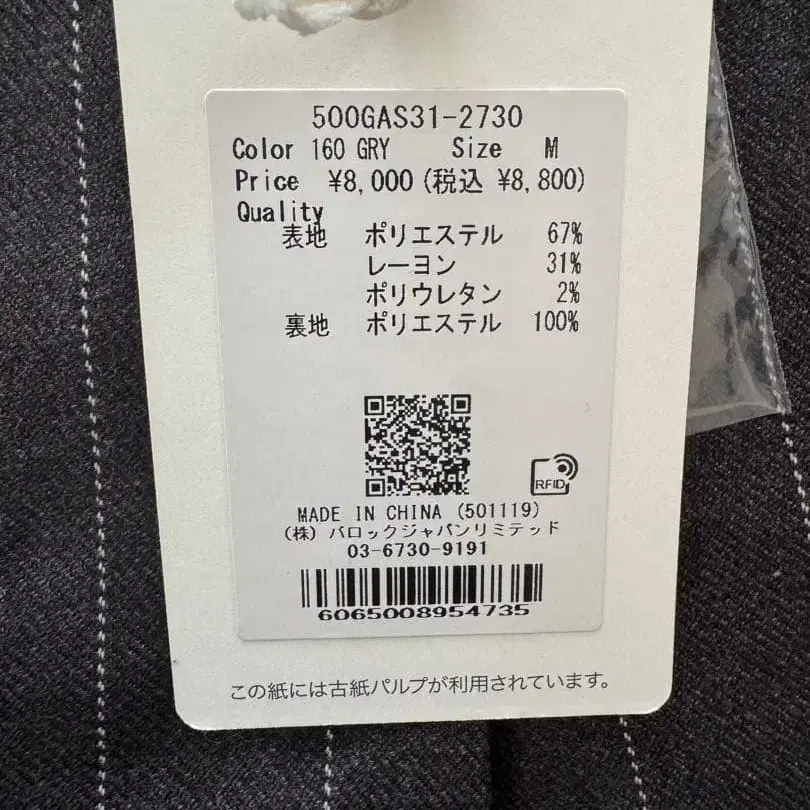 500GAS31-2730
Color 160 GRY Size M
Price ¥8,000(税込 ¥8,800)
Quality
表地 ポリエステル 67%
レーヨン 31%
ポリウレタン 2%
裏地 ポリエステル 100%
RFID
MADE IN CHINA (501119)
(株) バロックジャパンリミテッド
03-6730-9191
6065008954735
この紙には古紙パルプが利用されています。